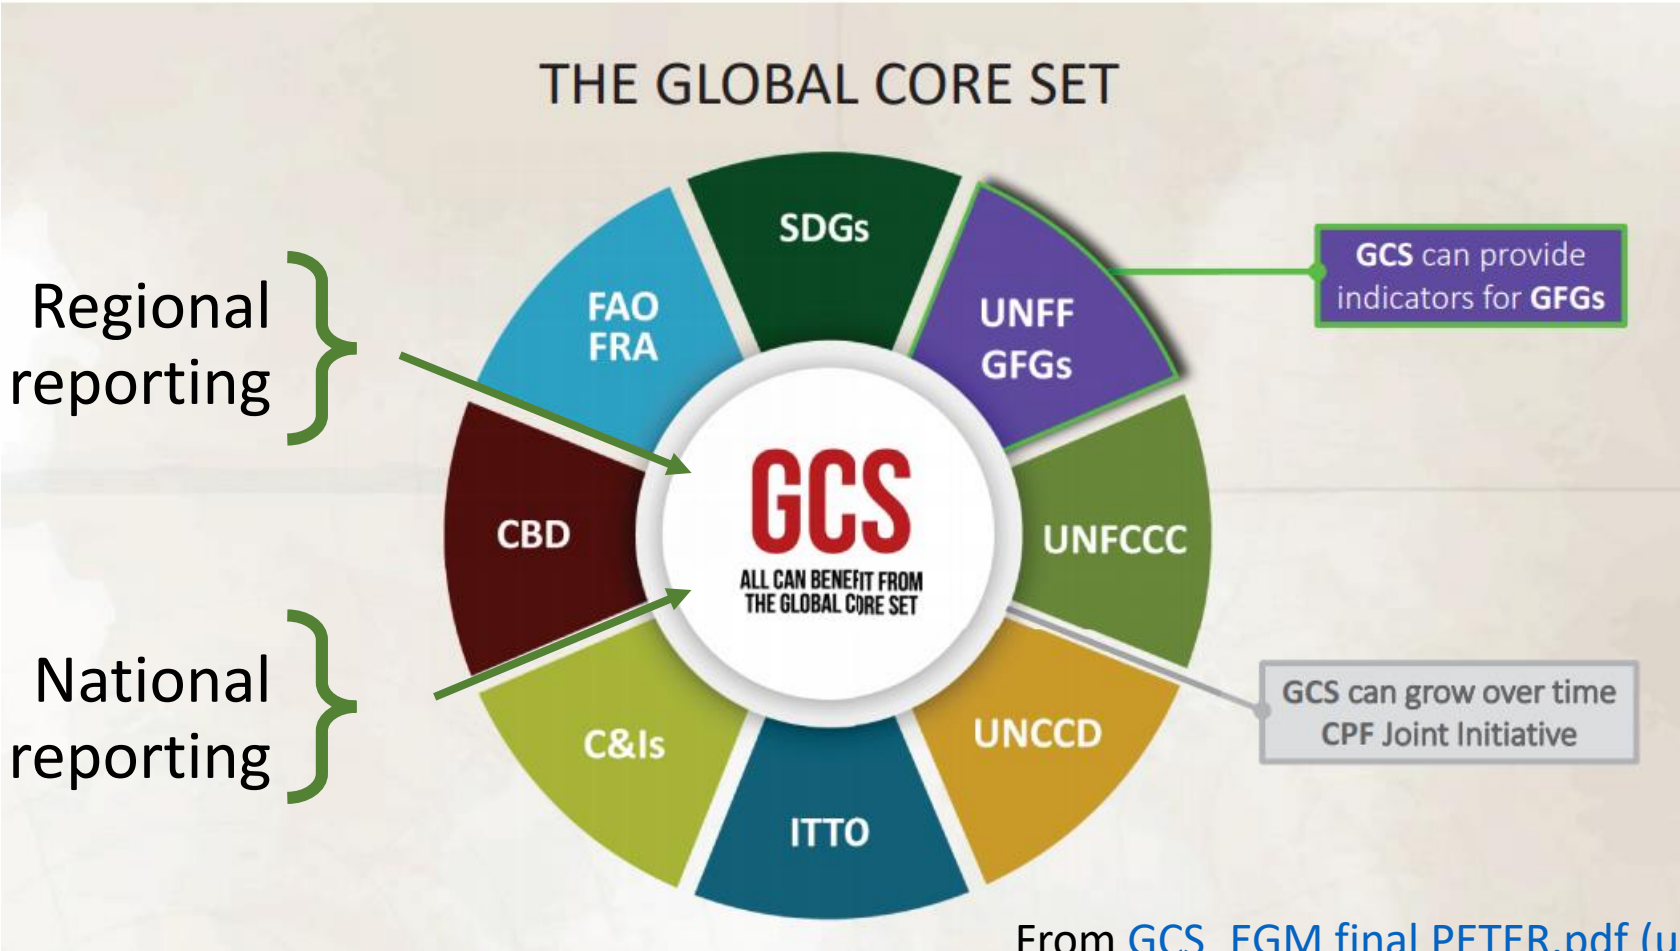 THE GLOBAL CORE SET
SDGs
FAO
FRA
UNFF
GFGs
GCS can provide
indicators for GFGs
Regional
reporting
CBD
GCS
ALL CAN BENEFIT FROM
THE GLOBAL CORE SET
UNFCCC
National
reporting
C&Is
ITTO
UNCCD
GCS can grow over time
CPF Joint Initiative
From GCS EGM final PETER.pdf (u